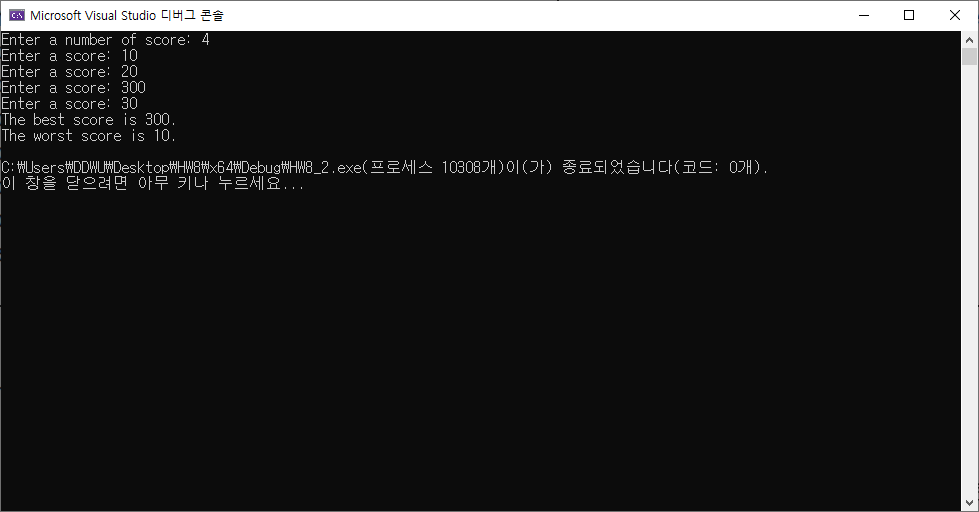 Microsoft Visual Studio 디버그 콘솔
Enter a number of score: 4
Enter a score: 10
Enter a score: 20
Enter a score: 300
Enter a score: 30
The best score is 300.
The worst score is 10.
C:₩Users₩DDWU₩Desktop₩HW8₩x64₩Debug₩HW8_2.exe(프로세스 10308개)이(가) 종료되었습니다(코드: 0개).
이 창을 닫으려면 아무 키나 누르세요...